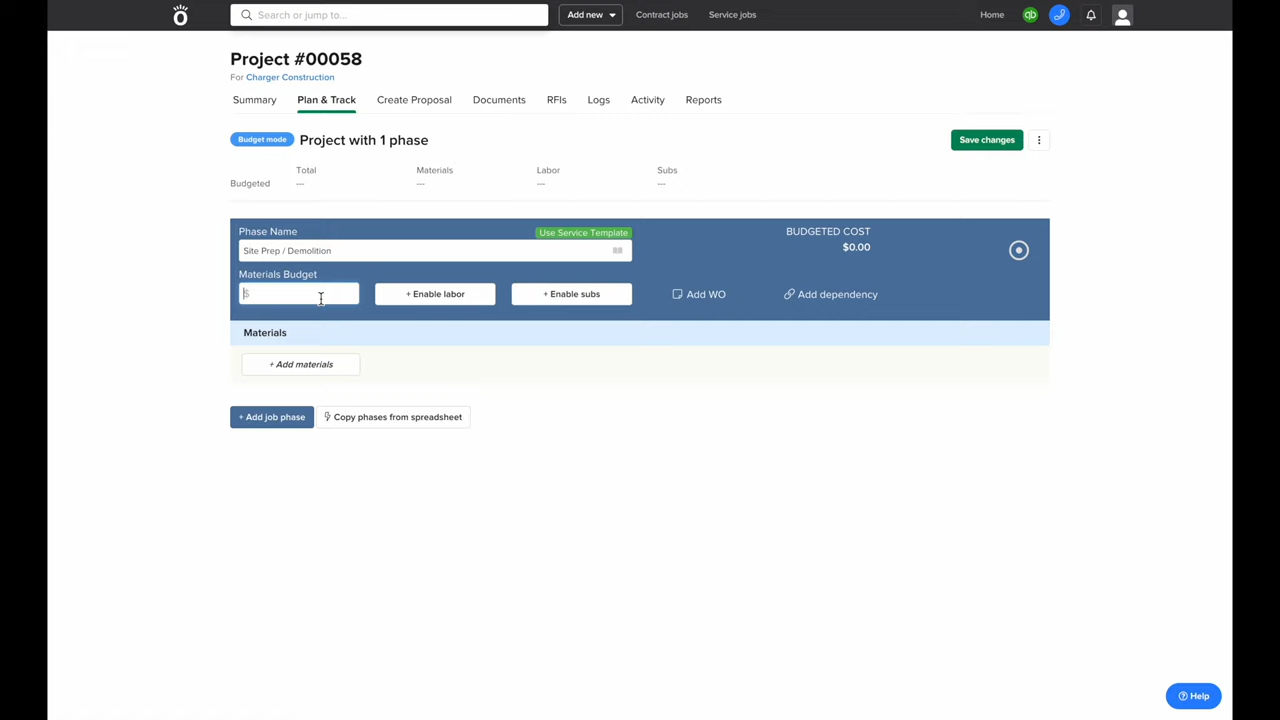 Search or jump to...
Add new
Contract jobs
Service jobs
Home
qb
Project #00058
For Charger Construction
Summary
Plan & Track
Create Proposal
Documents
RFIs
Logs
Activity
Reports
Budget mode
Project with 1 phase
Save changes
Total
Materials
Labor
Subs
Budgeted
---
---
---
---
Phase Name
Use Service Template
BUDGETED COST
Site Prep / Demolition
$0.00
Materials Budget
$
+ Enable labor
+ Enable subs
Add WO
Add dependency
Materials
+ Add materials
+ Add job phase
Copy phases from spreadsheet
Help